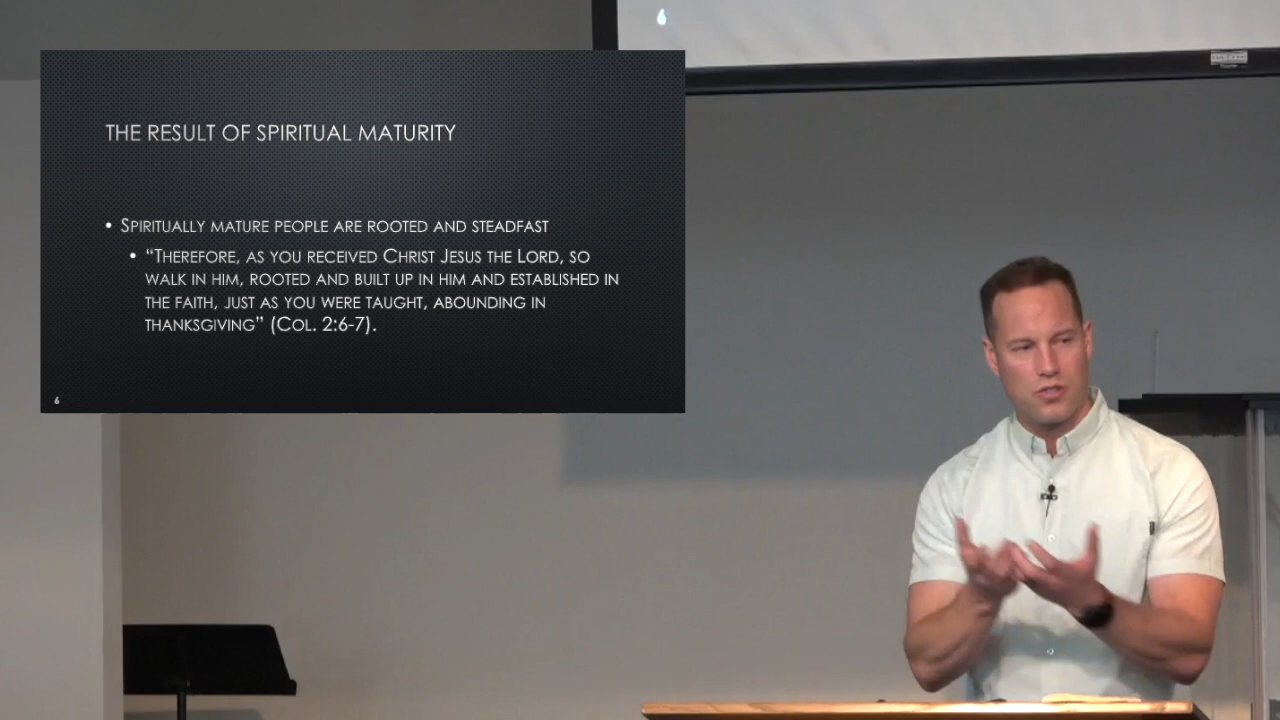 6
THE RESULT OF SPIRITUAL MATURITY
• SPIRITUALLY MATURE PEOPLE ARE ROOTED AND STEADFAST
• “THEREFORE, AS YOU RECEIVED CHRIST JESUS THE LORD, SO
WALK IN HIM, ROOTED AND BUILT UP IN HIM AND ESTABLISHED IN
THE FAITH, JUST AS YOU WERE TAUGHT, ABOUNDING IN
THANKSGIVING” (COL. 2:6-7).
6